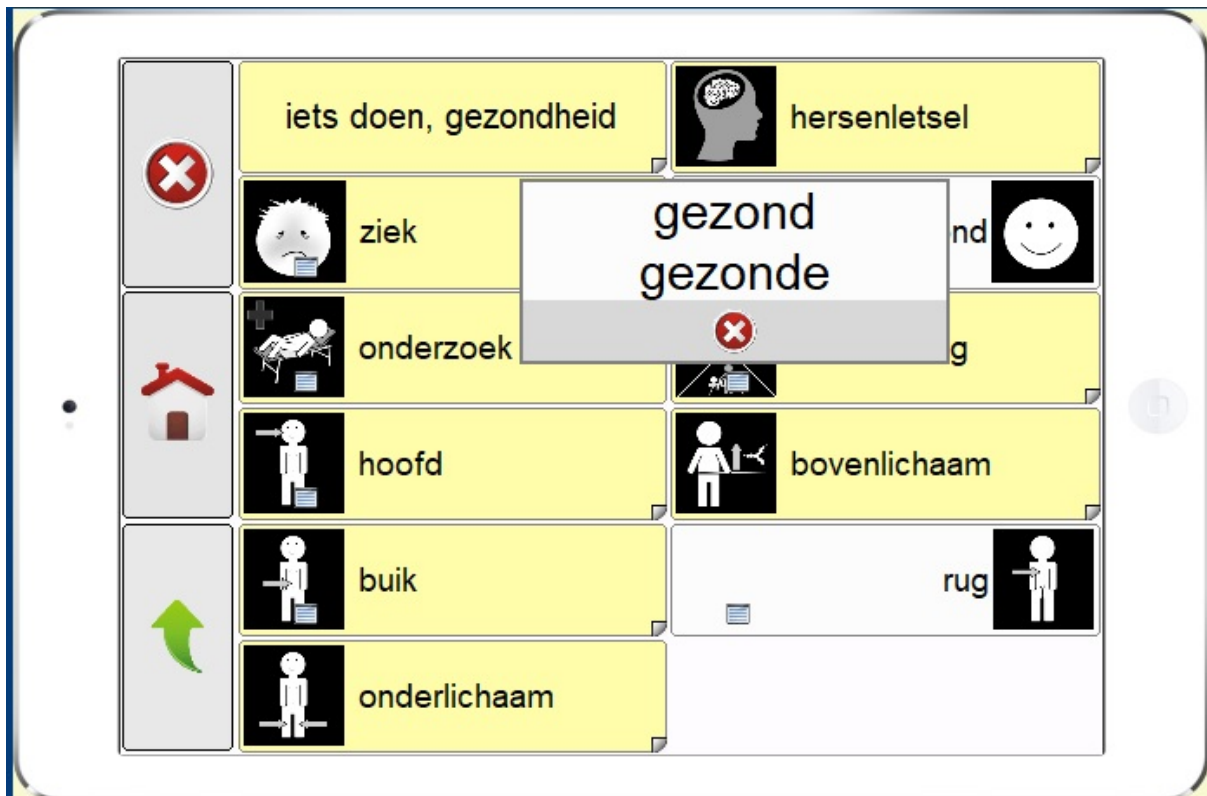 iets doen, gezondheid
hersenletsel
ziek
gezond
gezonde
nd
onderzoek
g
hoofd
bovenlichaam
buik
rug
onderlichaam